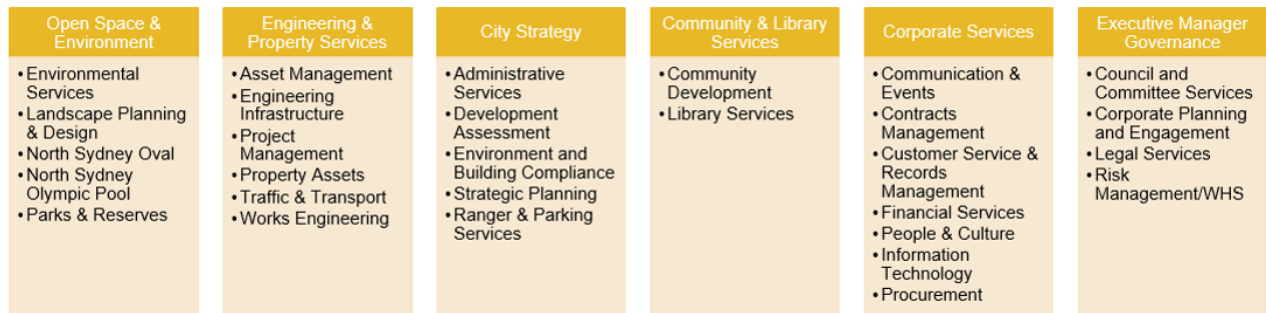 Open Space &
Environment
• Environmental
Services
• Landscape Planning
& Design
• North Sydney Oval
• North Sydney
Olympic Pool
• Parks & Reserves
Engineering &
Property Services
• Asset Management
• Engineering
Infrastructure
• Project
Management
• Property Assets
• Traffic & Transport
• Works Engineering
City Strategy
• Administrative
Services
• Development
Assessment
• Environment and
Building Compliance
• Strategic Planning
• Ranger & Parking
Services
Community & Library
Services
• Community
Development
• Library Services
Corporate Services
• Communication &
Events
• Contracts
Management
• Customer Service &
Records
Management
• Financial Services
• People & Culture
• Information
Technology
• Procurement
Executive Manager
Governance
• Council and
Committee Services
• Corporate Planning
and Engagement
• Legal Services
• Risk
Management/WHS